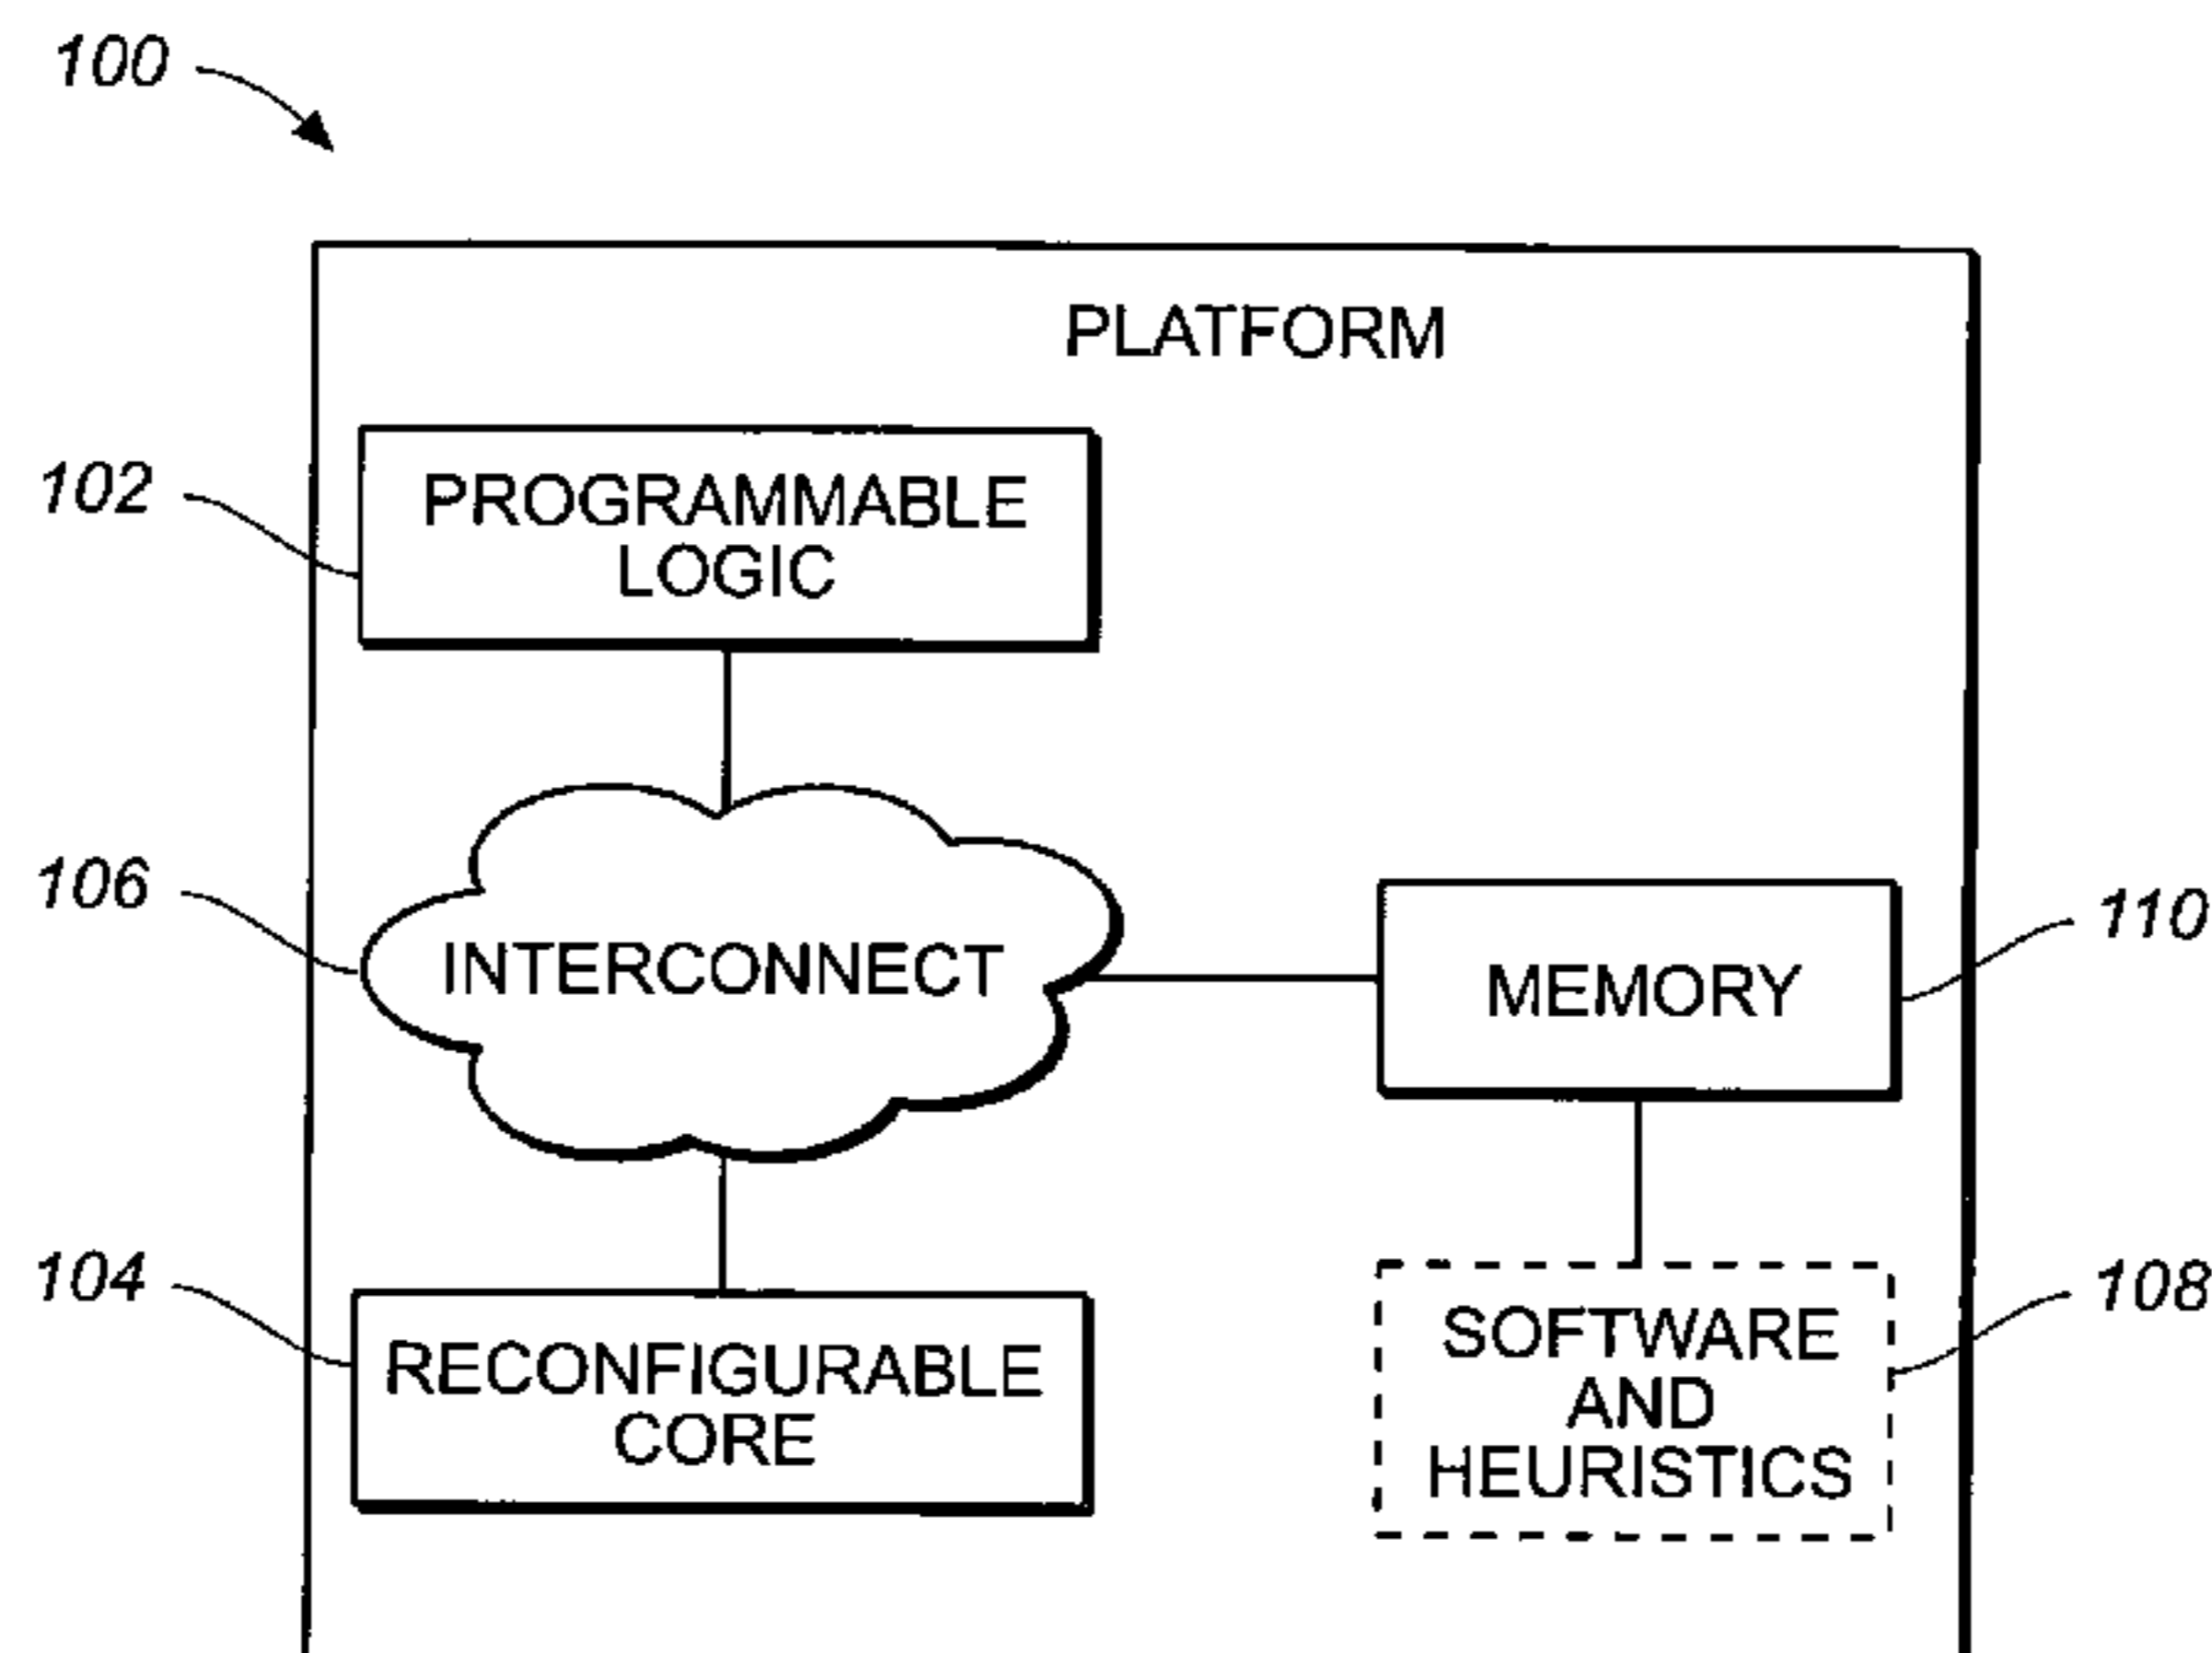 100
PLATFORM
102
PROGRAMMABLE
LOGIC
106
INTERCONNECT
MEMORY
110
104
RECONFIGURABLE
CORE
SOFTWARE
AND
HEURISTICS
108